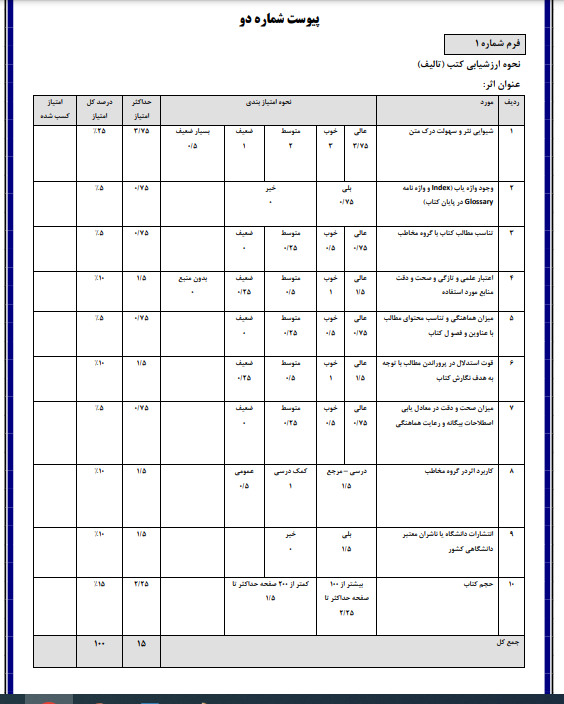 پیوست شماره دو
فرم شماره ۱
نحوه ارزشیابی کتب (تالیف)
عنوان اثر:
ردیف مورد نحوه امتیاز بندی حداکثر امتیاز درصد کل امتیاز امتیاز کسب شده
۱ شیوایی نثر و سهولت درک متن عالی خوب متوسط ضعیف بسیار ضعیف ۳/۷۵ ٪۲۵
۳/۷۵ ۳ ۲ ۱ ۰/۵
۲ وجود واژه یاب (Index و واژه نامه بلی خیر ۰/۷۵ ٪۵
Glossary در پایان کتاب) ۰/۷۵ ۰
۳ تناسب مطالب کتاب با گروه مخاطب عالی خوب متوسط ضعیف ۰/۷۵ ٪۵
۰/۷۵ ۰/۵ ۰/۲۵ ۰
۴ اعتبار علمی و تازگی و صحت و دقت عالی خوب متوسط ضعیف بدون منبع ۱/۵ ٪۱۰
منابع مورد استفاده ۱/۵ ۱ ۰/۵ ۰/۲۵ ۰
۵ میزان هماهنگی و تناسب محتوای مطالب عالی خوب متوسط ضعیف ۰/۷۵ ٪۵
با عناوین و فصول کتاب ۰/۷۵ ۰/۵ ۰/۲۵ ۰
۶ قوت استدلال در پروراندن مطالب با توجه عالی خوب متوسط ضعیف ۱/۵ ٪۱۰
به هدف نگارش کتاب ۱/۵ ۱ ۰/۵ ۰/۲۵
۷ میزان صحت و دقت در معادل یابی عالی خوب متوسط ضعیف ۰/۷۵ ٪۵
اصطلاحات بیگانه و رعایت هماهنگی ۰/۷۵ ۰/۵ ۰/۲۵ ۰
۸ کاربرد اثر در گروه مخاطب درسی – مرجع کمک درسی عمومی ۱/۵ ٪۱۰
۱/۵ ۱ ۰/۵
۹ انتشارات دانشگاه یا ناشران معتبر بلی خیر ۱/۵ ٪۱۰
دانشگاهی کشور ۱/۵ ۰
۱۰ حجم کتاب بیشتر از ۱۰۰ کمتر از ۲۰۰ صفحه حداکثر تا ۲/۲۵ ٪۱۵
صفحه حداکثر تا ۱/۵
۲/۲۵
جمع کل ۱۵ ۱۰۰